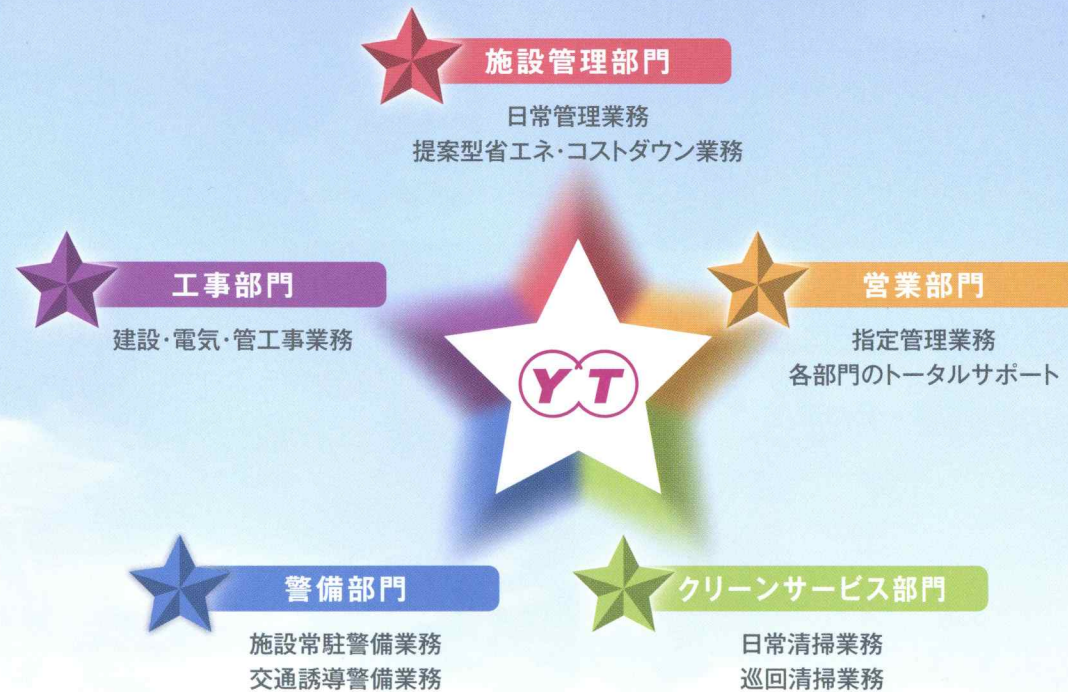 施設管理部門
日常管理業務
提案型省エネ・コストダウン業務
工事部門
建設・電気・管工事業務
営業部門
指定管理業務
各部門のトータルサポート
YT
警備部門
施設常駐警備業務
交通誘導警備業務
クリーンサービス部門
日常清掃業務
巡回清掃業務